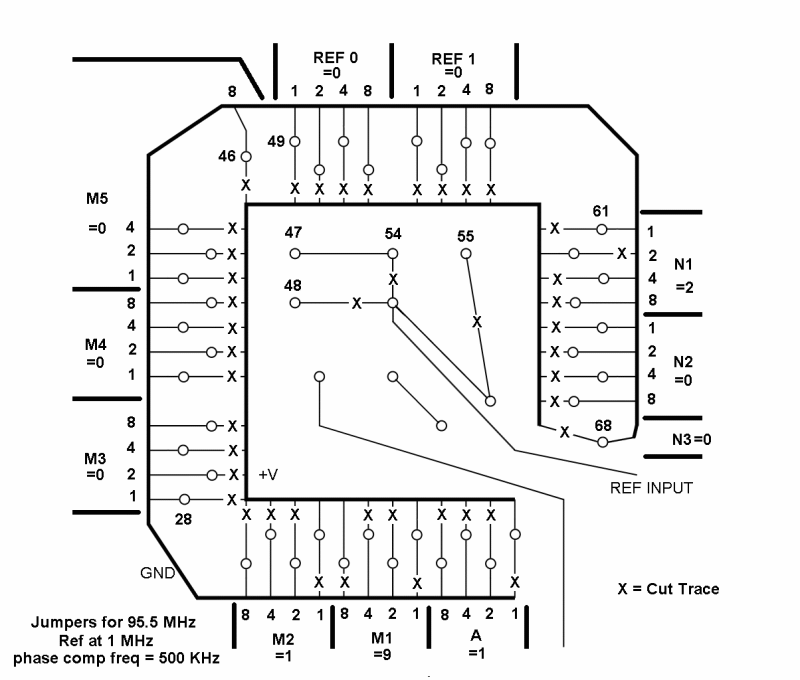 REF 0
=0
REF 1
=0
8 1 2 4 8 1 2 4 8
49
46
X X X X X X X X X
M5
=0
4 X
2 X
1 X
M4
=0
8 X
4 X
2 X
1 X
M3
=0
8 X
4 X
2 X
1 X
28
47 54 55
X
48 X
X
+V
61
X 1
X 2
X 4
X 8
N1
=2
X 1
X 2
X 4
X 8
N2
=0
68
X
N3=0
REF INPUT
X X X X X X X X
X X X X
GND
8 4 2 1 8 4 2 1 8 4 2 1
M2
=1
M1
=9
A
=1
X = Cut Trace
Jumpers for 95.5 MHz
Ref at 1 MHz
phase comp freq = 500 KHz